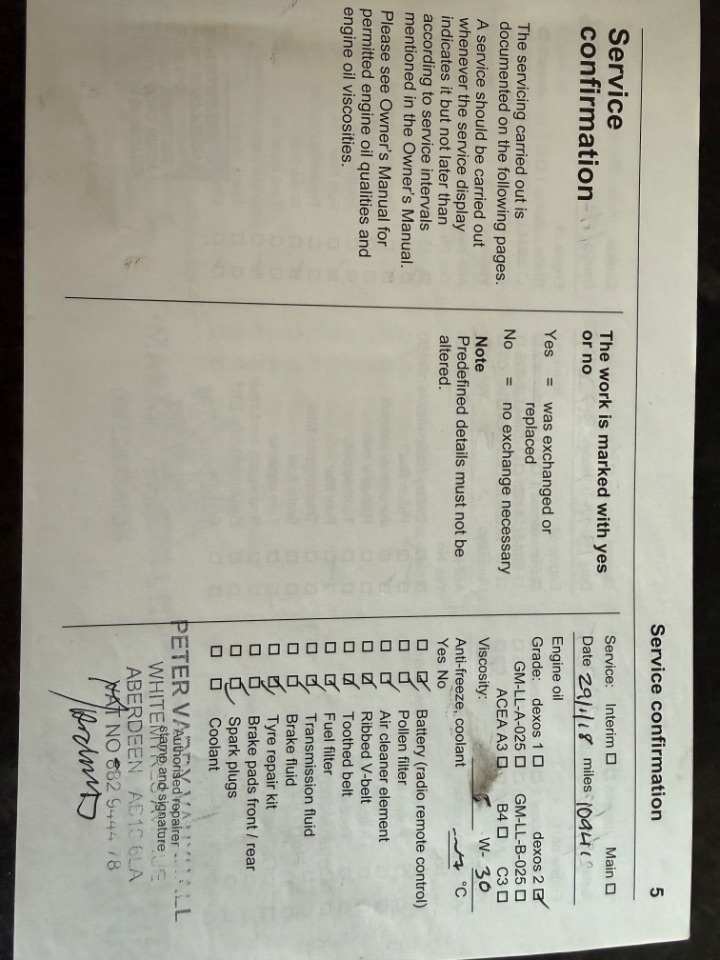 Service confirmation 5
Service
confirmation
The servicing carried out is
documented on the following pages.
A service should be carried out
whenever the service display
indicates it but not later than
according to service intervals
mentioned in the Owner's Manual.
Please see Owner's Manual for
permitted engine oil qualities and
engine oil viscosities.
The work is marked with yes
or no
Yes = was exchanged or
replaced
No = no exchange necessary
Note
Predefined details must not be
altered.
Service: Interim Main
Date 29/1/18 miles:
Engine oil
Grade: dexos 1 dexos 2
GM-LL-A-025 GM-LL-B-025
ACEA A3 B4 C3
Viscosity: 5 W- 30
Anti-freeze, coolant °C
Yes No
Battery (radio remote control)
Pollen filter
Air cleaner element
Ribbed V-belt
Toothed belt
Fuel filter
Transmission fluid
Brake fluid
Tyre repair kit
Brake pads front / rear
Spark plugs
Coolant
Authorised repairer
stamp and signature
PETER
ABERDEEN
VAT NO 882 9444 78